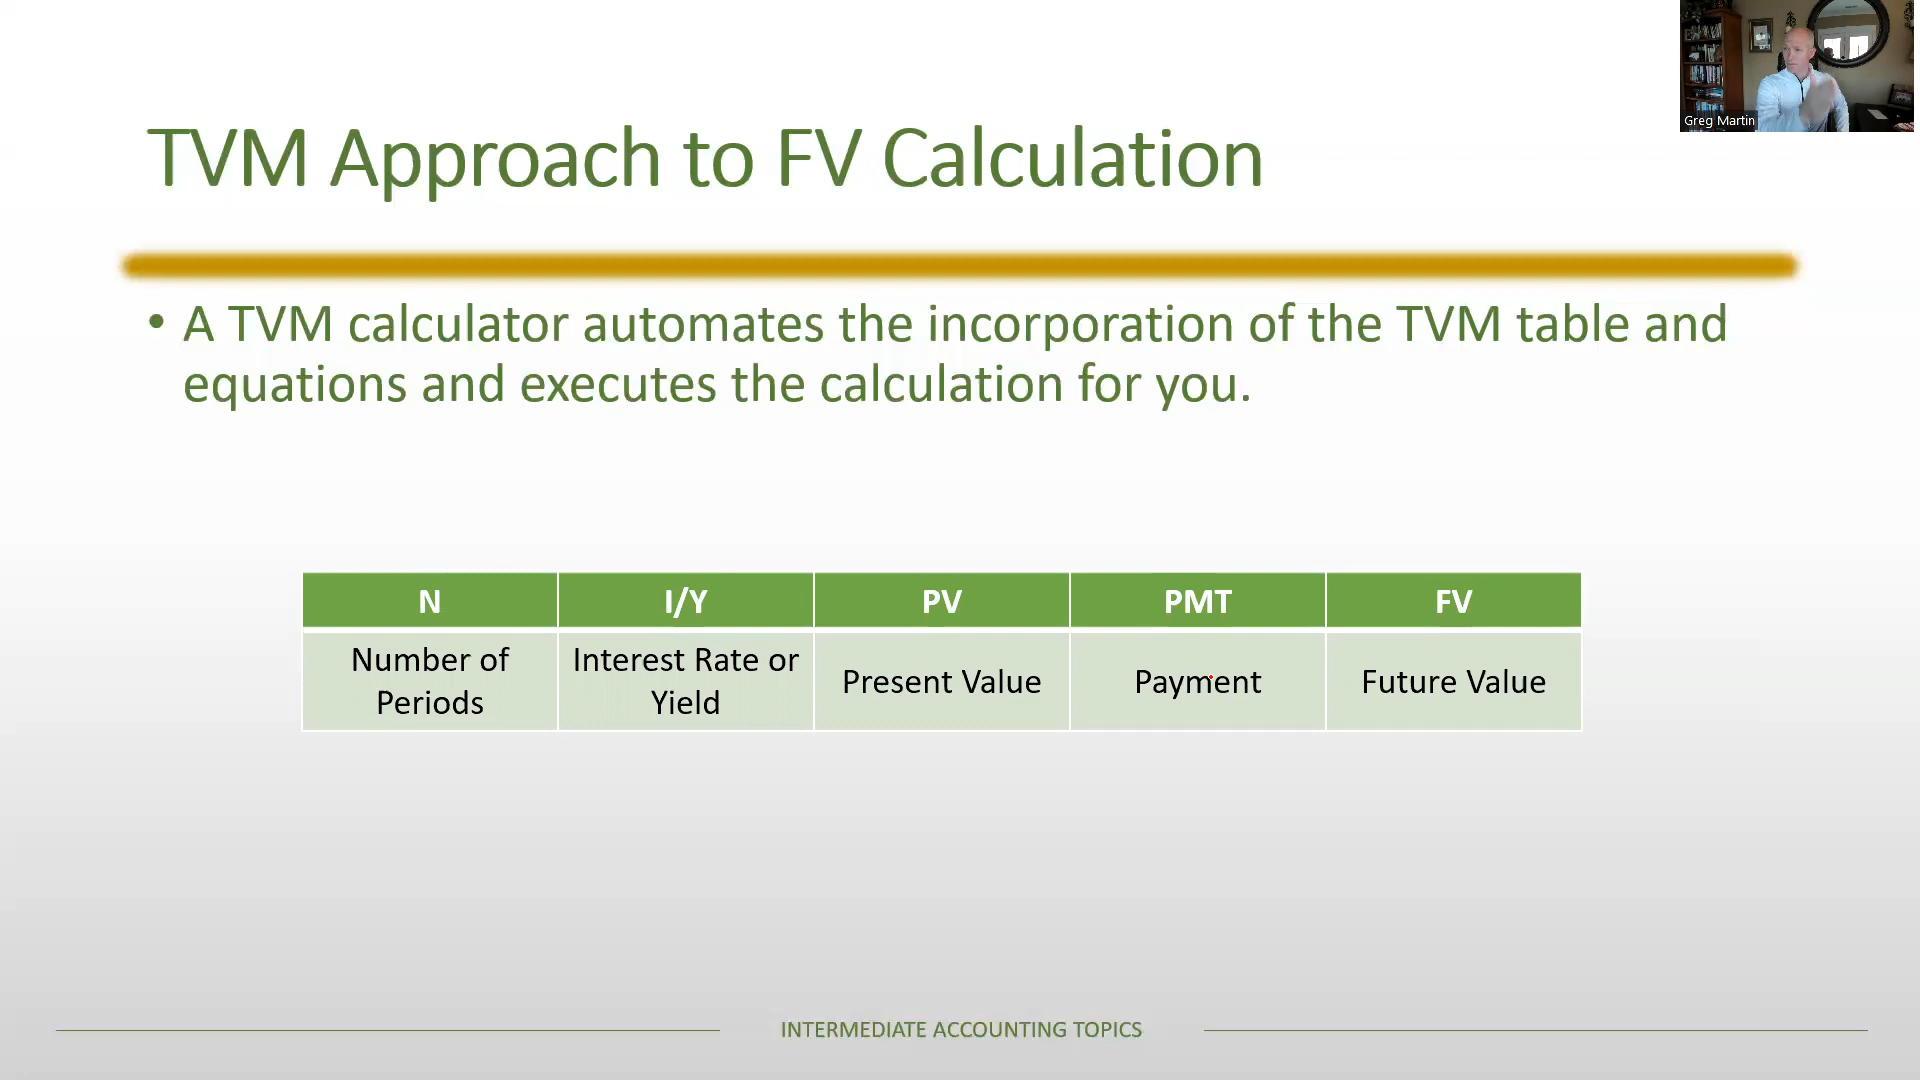 Greg Martin
TVM Approach to FV Calculation
• A TVM calculator automates the incorporation of the TVM table and
equations and executes the calculation for you.
N I/Y PV PMT FV
Number of Periods Interest Rate or Yield Present Value Payment Future Value
INTERMEDIATE ACCOUNTING TOPICS